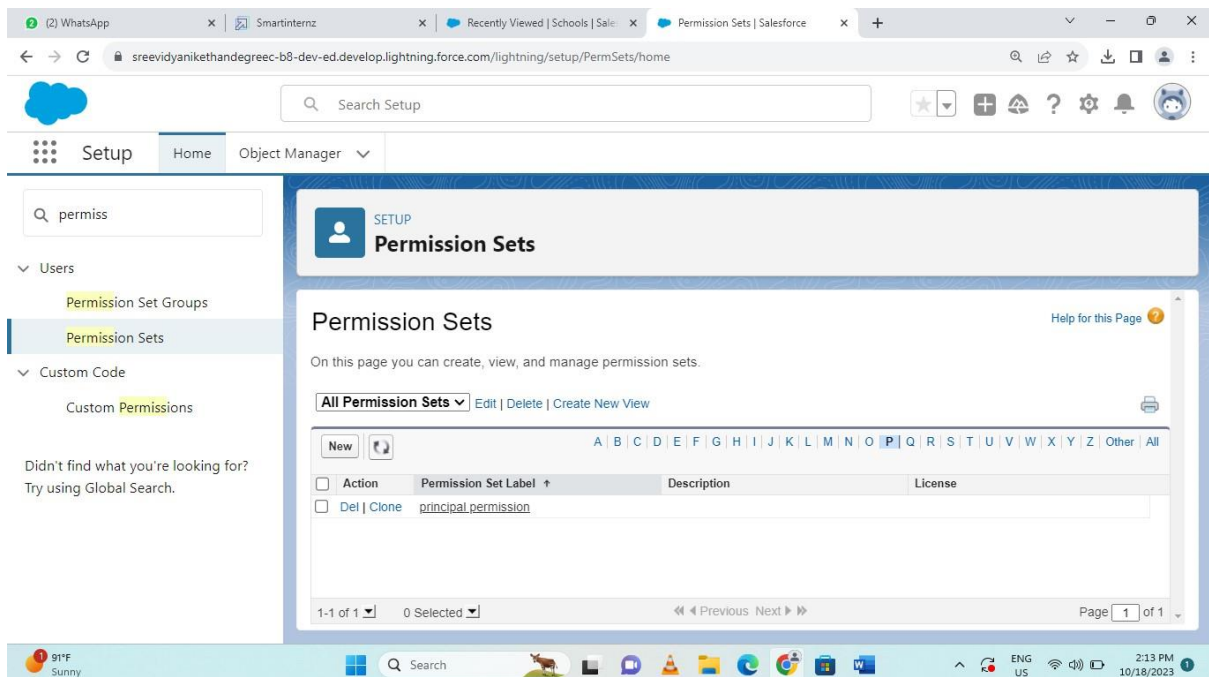 (2) WhatsApp
Smartinternz
Recently Viewed | Schools | Sale
Permission Sets | Salesforce
sreevidyanikethandegreec-b8-dev-ed.develop.lightning.force.com/lightning/setup/PermSets/home
Search Setup
Setup Home Object Manager
permiss
SETUP
Permission Sets
Users
Permission Set Groups
Permission Sets
Custom Code
Custom Permissions
Didn't find what you're looking for?
Try using Global Search.
Permission Sets
Help for this Page
On this page you can create, view, and manage permission sets.
All Permission Sets Edit | Delete | Create New View
New A | B | C | D | E | F | G | H | I | J | K | L | M | N | O | P | Q | R | S | T | U | V | W | X | Y | Z | Other | All
Action Permission Set Label ↑ Description License
Del | Clone principal permission
1-1 of 1 0 Selected Previous Next Page 1 of 1
91°F
Sunny
Search
ENG
US
2:13 PM
10/18/2023
1